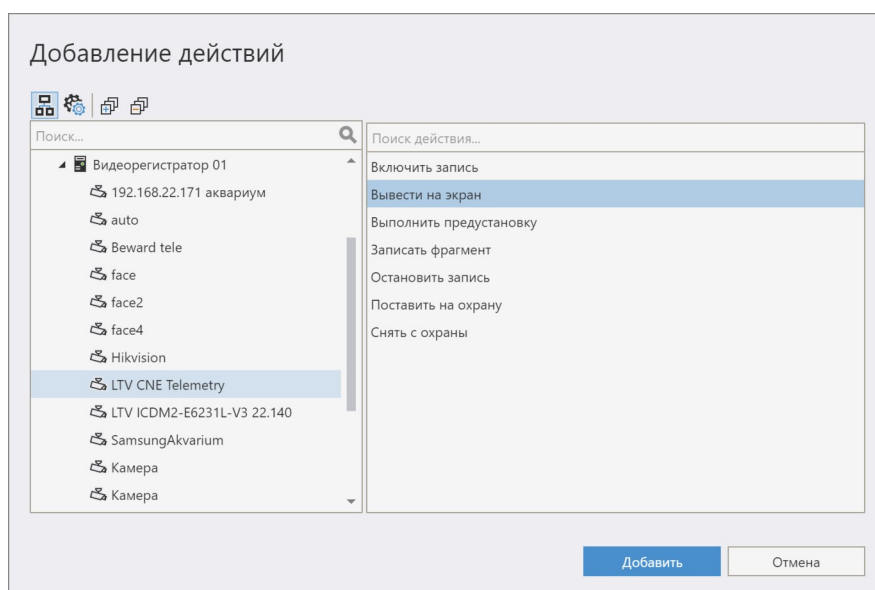 Добавление действий
Поиск...
Поиск действия...
Видеорегистратор 01
192.168.22.171 аквариум
auto
Beward tele
face
face2
face4
Hikvision
LTV CNE Telemetry
LTV ICDM2-E6231L-V3 22.140
SamsungAkvarium
Камера
Камера
Включить запись
Вывести на экран
Выполнить предустановку
Записать фрагмент
Остановить запись
Поставить на охрану
Снять с охраны
Добавить
Отмена